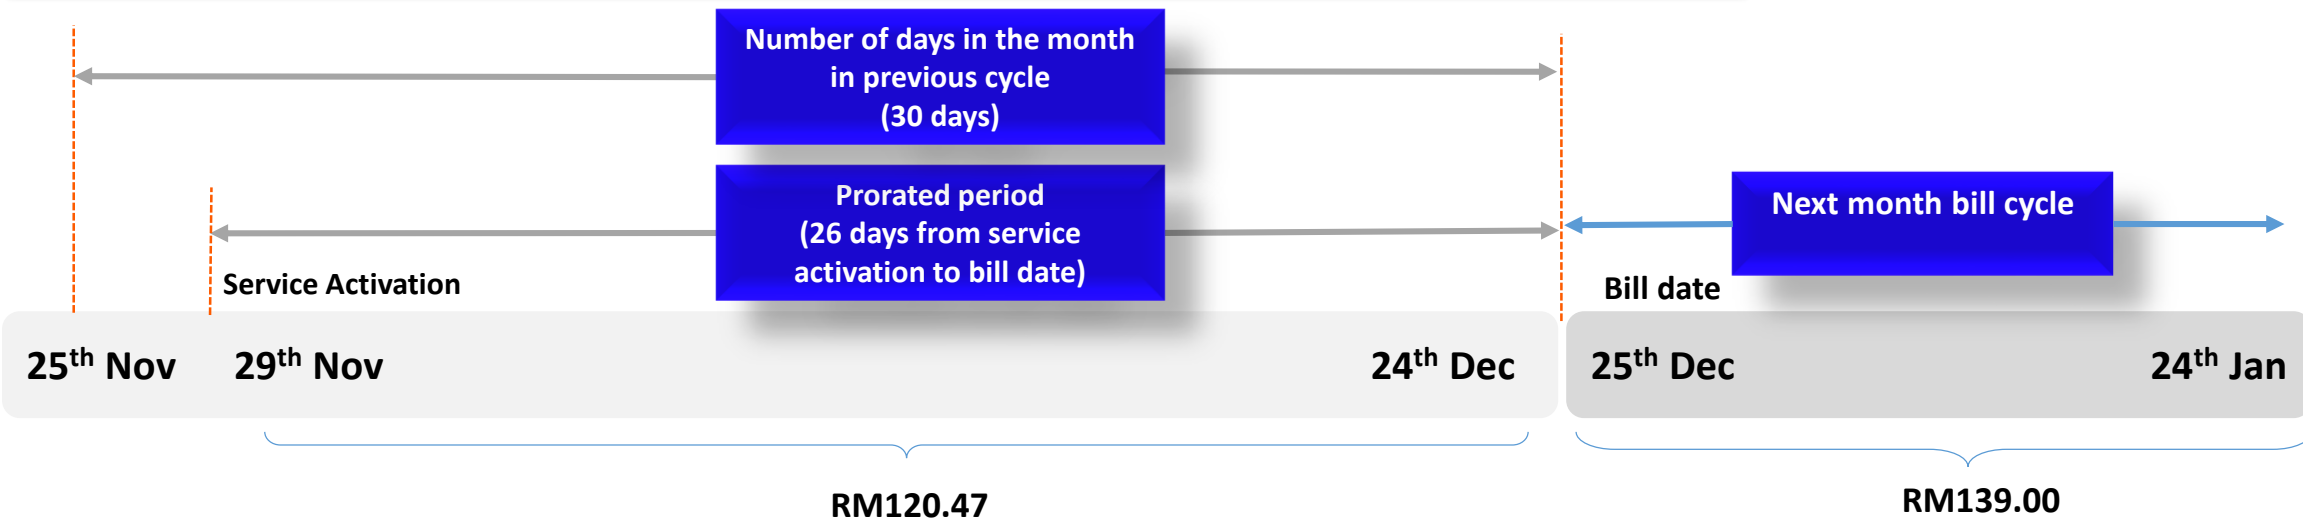 Number of days in the month
in previous cycle
(30 days)
Prorated period
(26 days from service
activation to bill date)
Next month bill cycle
Service Activation
Bill date
25th Nov
29th Nov
24th Dec
25th Dec
24th Jan
RM120.47
RM139.00